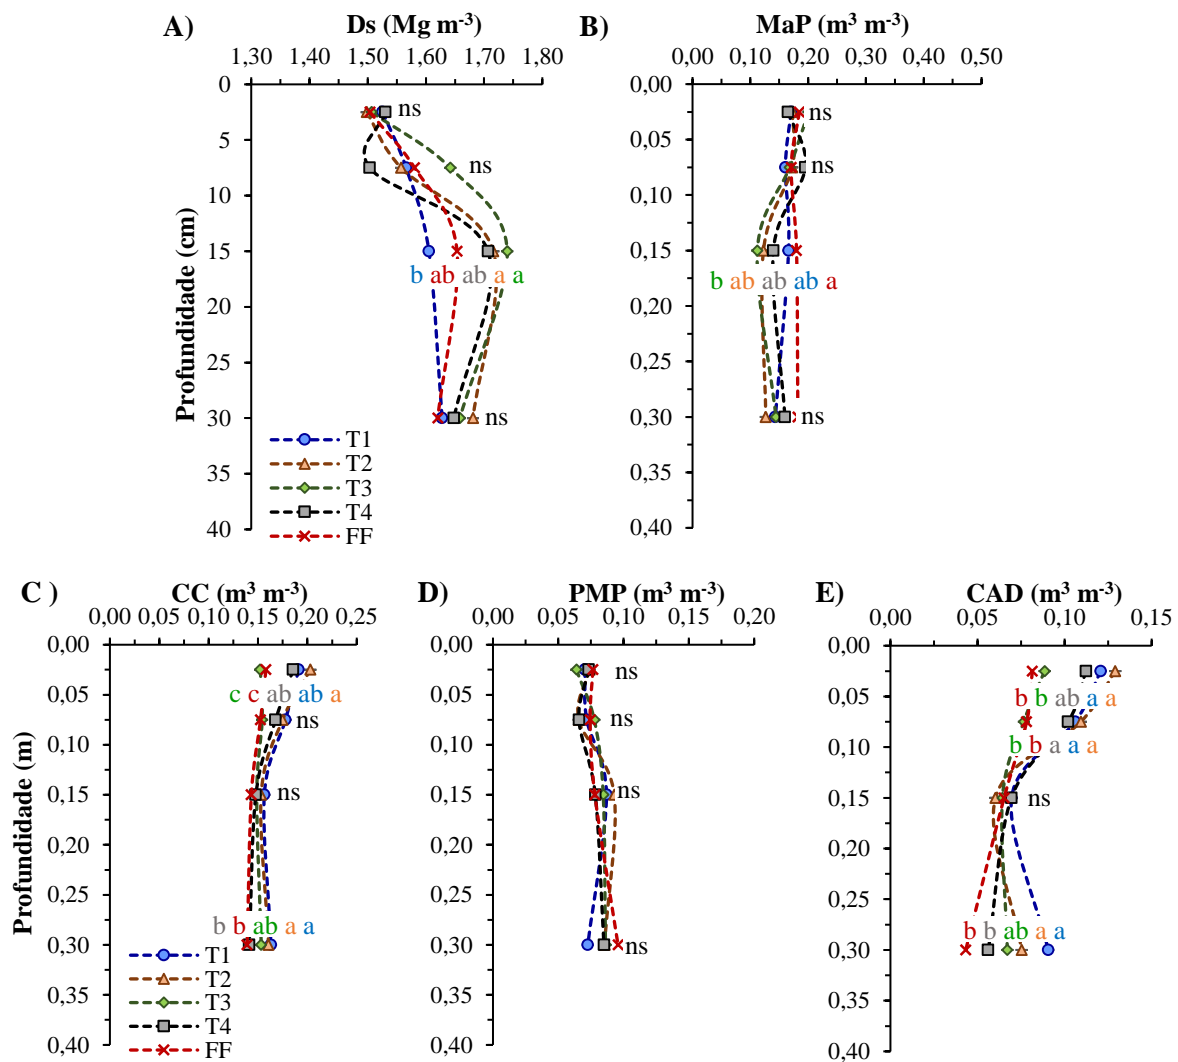 A) Ds (Mg m⁻³)
1,30 1,40 1,50 1,60 1,70 1,80
0
5
10
15
20
25
30
35
40
Profundidade (cm)
ns
ns
b ab ab a a
ns
T1
T2
T3
T4
FF
B) MaP (m³ m⁻³)
0,00 0,10 0,20 0,30 0,40 0,50
0,00
0,05
0,10
0,15
0,20
0,25
0,30
0,35
0,40
ns
ns
b ab ab ab a
ns
C ) CC (m³ m⁻³)
0,00 0,05 0,10 0,15 0,20 0,25
0,00
0,05
0,10
0,15
0,20
0,25
0,30
0,35
0,40
Profundidade (m)
c c ab ab a
ns
ns
b b ab a a
T1
T2
T3
T4
FF
D) PMP (m³ m⁻³)
0,00 0,05 0,10 0,15 0,20
0,00
0,05
0,10
0,15
0,20
0,25
0,30
0,35
0,40
ns
ns
ns
ns
E) CAD (m³ m⁻³)
0,00 0,05 0,10 0,15
0,00
0,05
0,10
0,15
0,20
0,25
0,30
0,35
0,40
b b ab a a
b b a a a
ns
b b ab a a